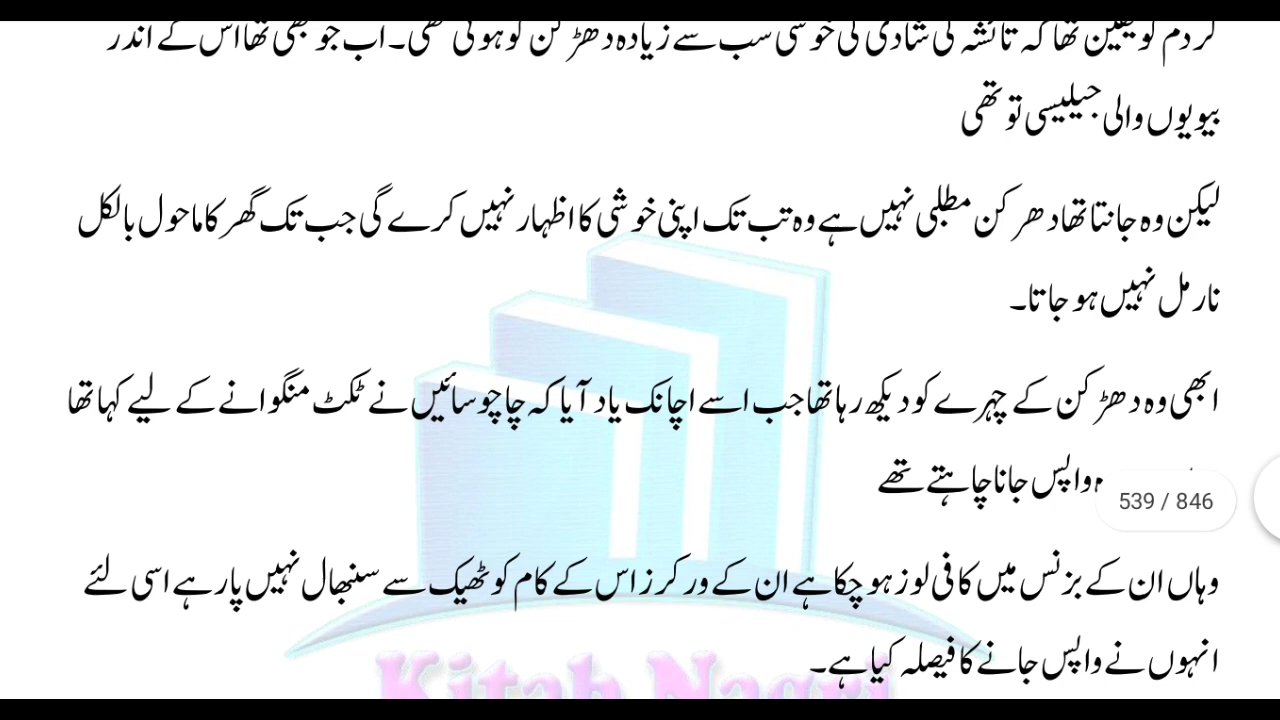 کردم کو یقین تھا کہ تائشہ کی شادی کی خوشی سب سے زیادہ دھڑکن کو ہوئی تھی۔ اب جو بھی تھا اس کے اندر
بیویوں والی جیلیسی تو تھی
لیکن وہ جانتا تھا دھرکن مطلبی نہیں ہے وہ تب تک اپنی خوشی کا اظہار نہیں کرے گی جب تک گھر کا ماحول بالکل
نارمل نہیں ہو جاتا۔
ابھی وہ دھڑکن کے چہرے کو دیکھ رہا تھا جب اسے اچانک یاد آیا کہ چاچو سائیں نے ٹکٹ منگوانے کے لیے کہا تھا
واپس جانا چاہتے تھے
539 / 846
وہاں ان کے بزنس میں کافی لوز ہو چکا ہے ان کے ورکرز اس کے کام کو ٹھیک سے سنبھال نہیں پا رہے اسی لئے
انہوں نے واپس جانے کا فیصلہ کیا ہے۔
Kitab Nagri